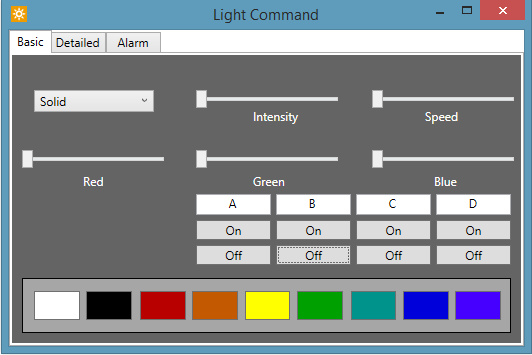 Light Command
Basic Detailed Alarm
Solid
Intensity Speed
Red Green Blue
A B C D
On On On On
Off Off Off Off